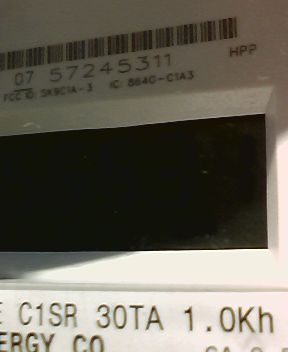 HPP
07 57245311
FCC ID: SK9C1A-3 IC: 864G-C1A3
E C1SR 30TA 1.0Kh
ERGY CO